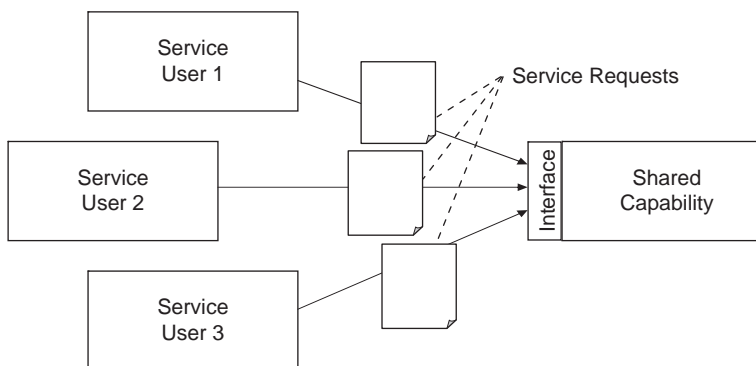 Service
User 1
Service Requests
Service
User 2
Interface
Shared
Capability
Service
User 3